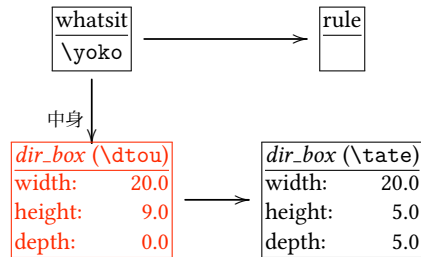 whatsit
rule
\yoko
中身
dir_box (\dtou)
width: 20.0
height: 9.0
depth: 0.0
dir_box (\tate)
width: 20.0
height: 5.0
depth: 5.0